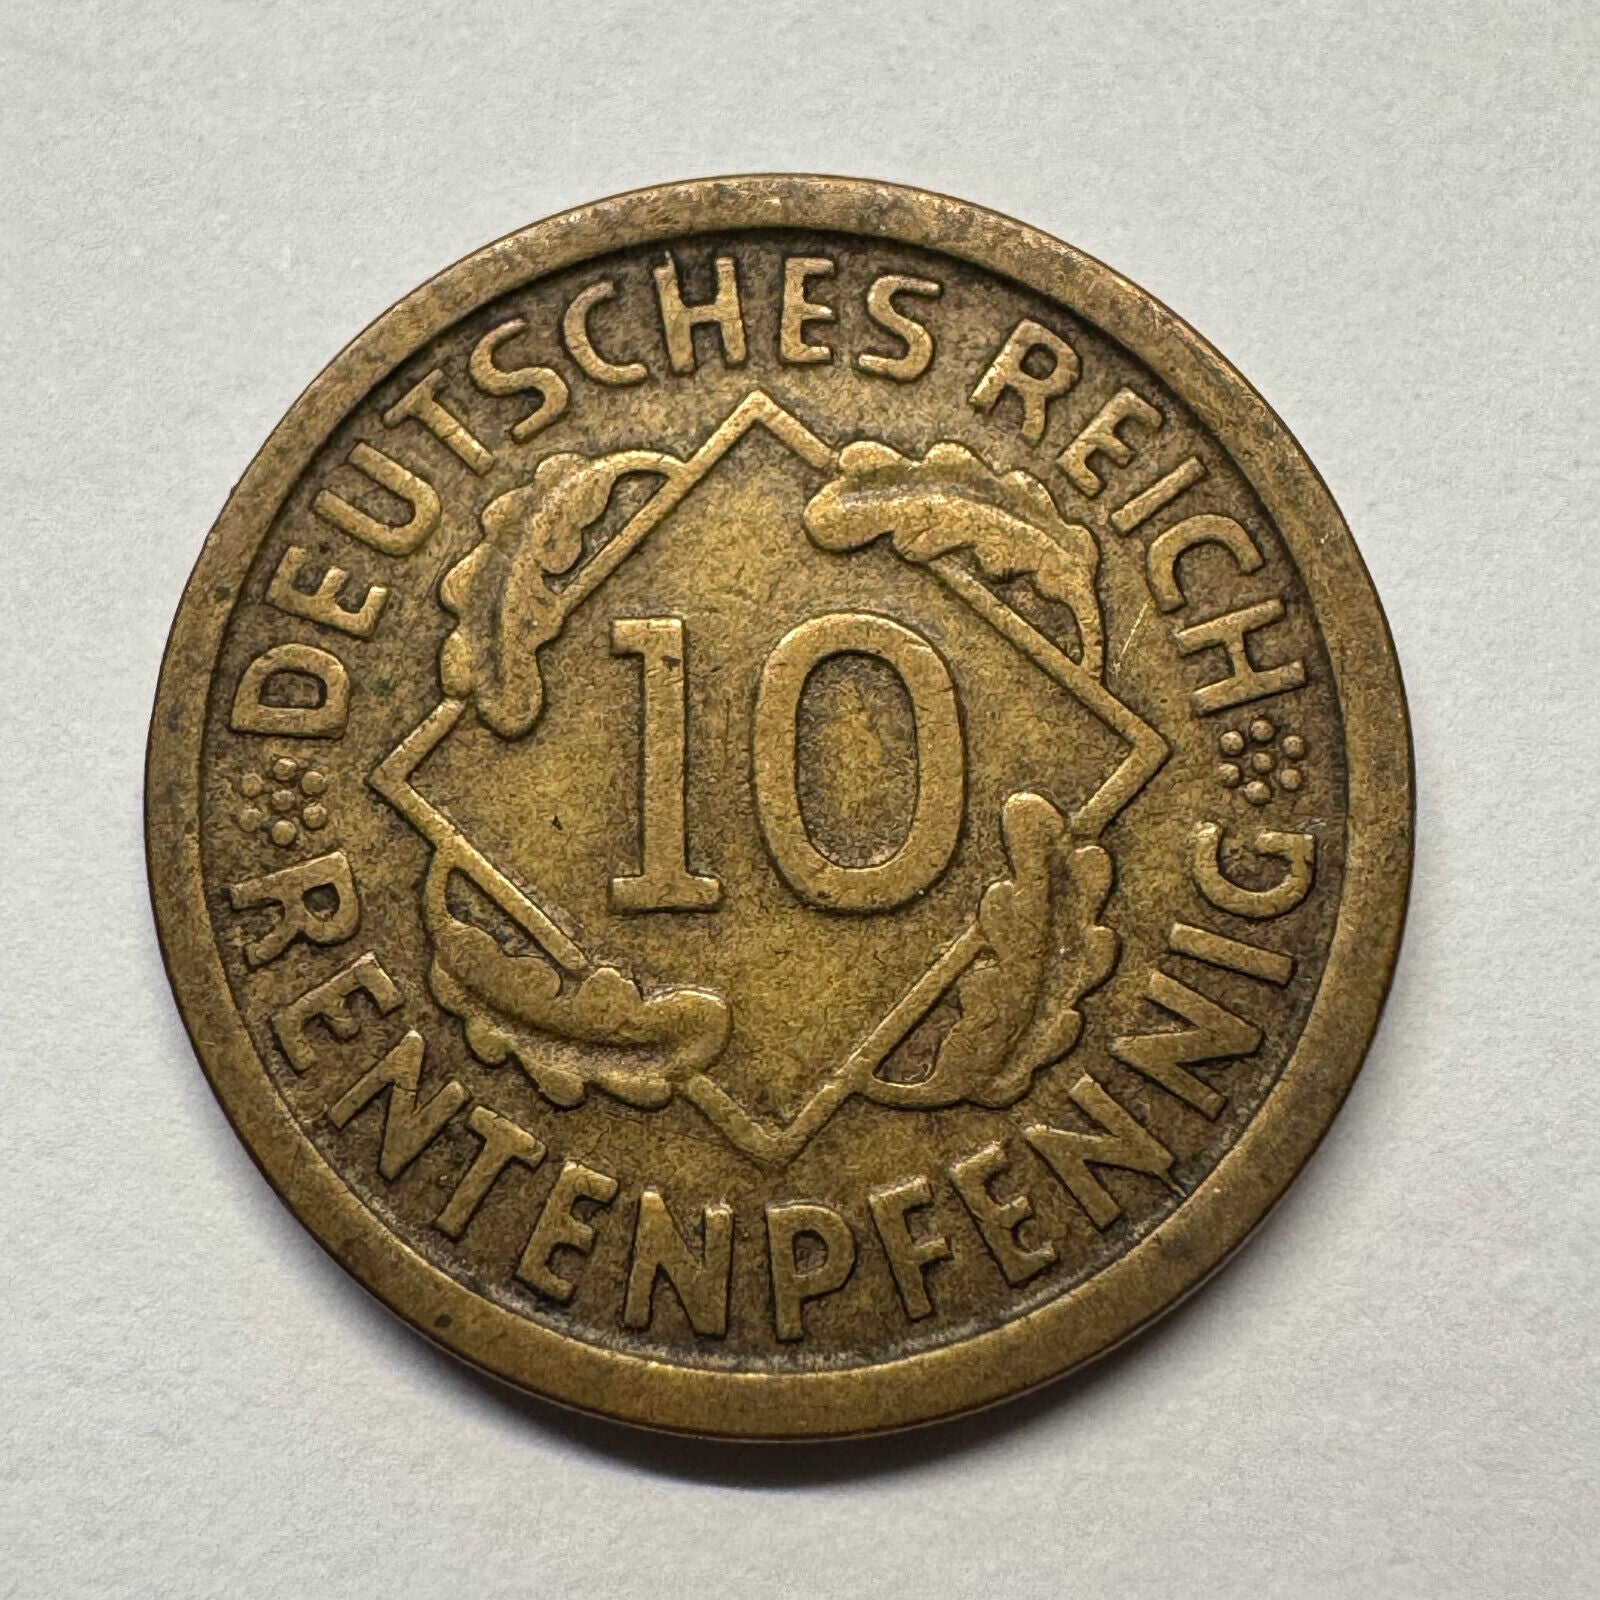 DEUTSCHES REICH
10
RENTENPFENNIG